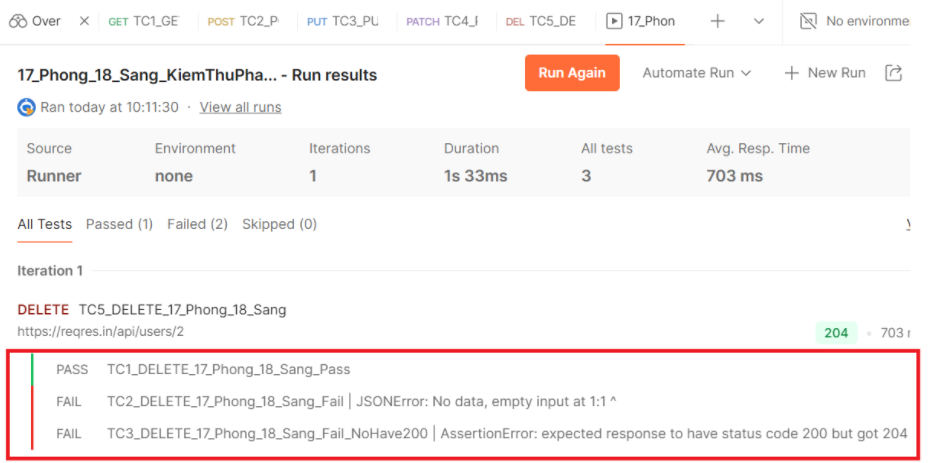 Over GET TC1_GE POST TC2_P PUT TC3_PU PATCH TC4_ DEL TC5_DE 17_Phon No environme
17_Phong_18_Sang_KiemThuPha... - Run results Run Again Automate Run New Run
Ran today at 10:11:30 · View all runs
Source Environment Iterations Duration All tests Avg. Resp. Time
Runner none 1 1s 33ms 3 703 ms
All Tests Passed (1) Failed (2) Skipped (0)
Iteration 1
DELETE TC5_DELETE_17_Phong_18_Sang
https://reqres.in/api/users/2 204 703
PASS TC1_DELETE_17_Phong_18_Sang_Pass
FAIL TC2_DELETE_17_Phong_18_Sang_Fail | JSONError: No data, empty input at 1:1 ^
FAIL TC3_DELETE_17_Phong_18_Sang_Fail_NoHave200 | AssertionError: expected response to have status code 200 but got 204